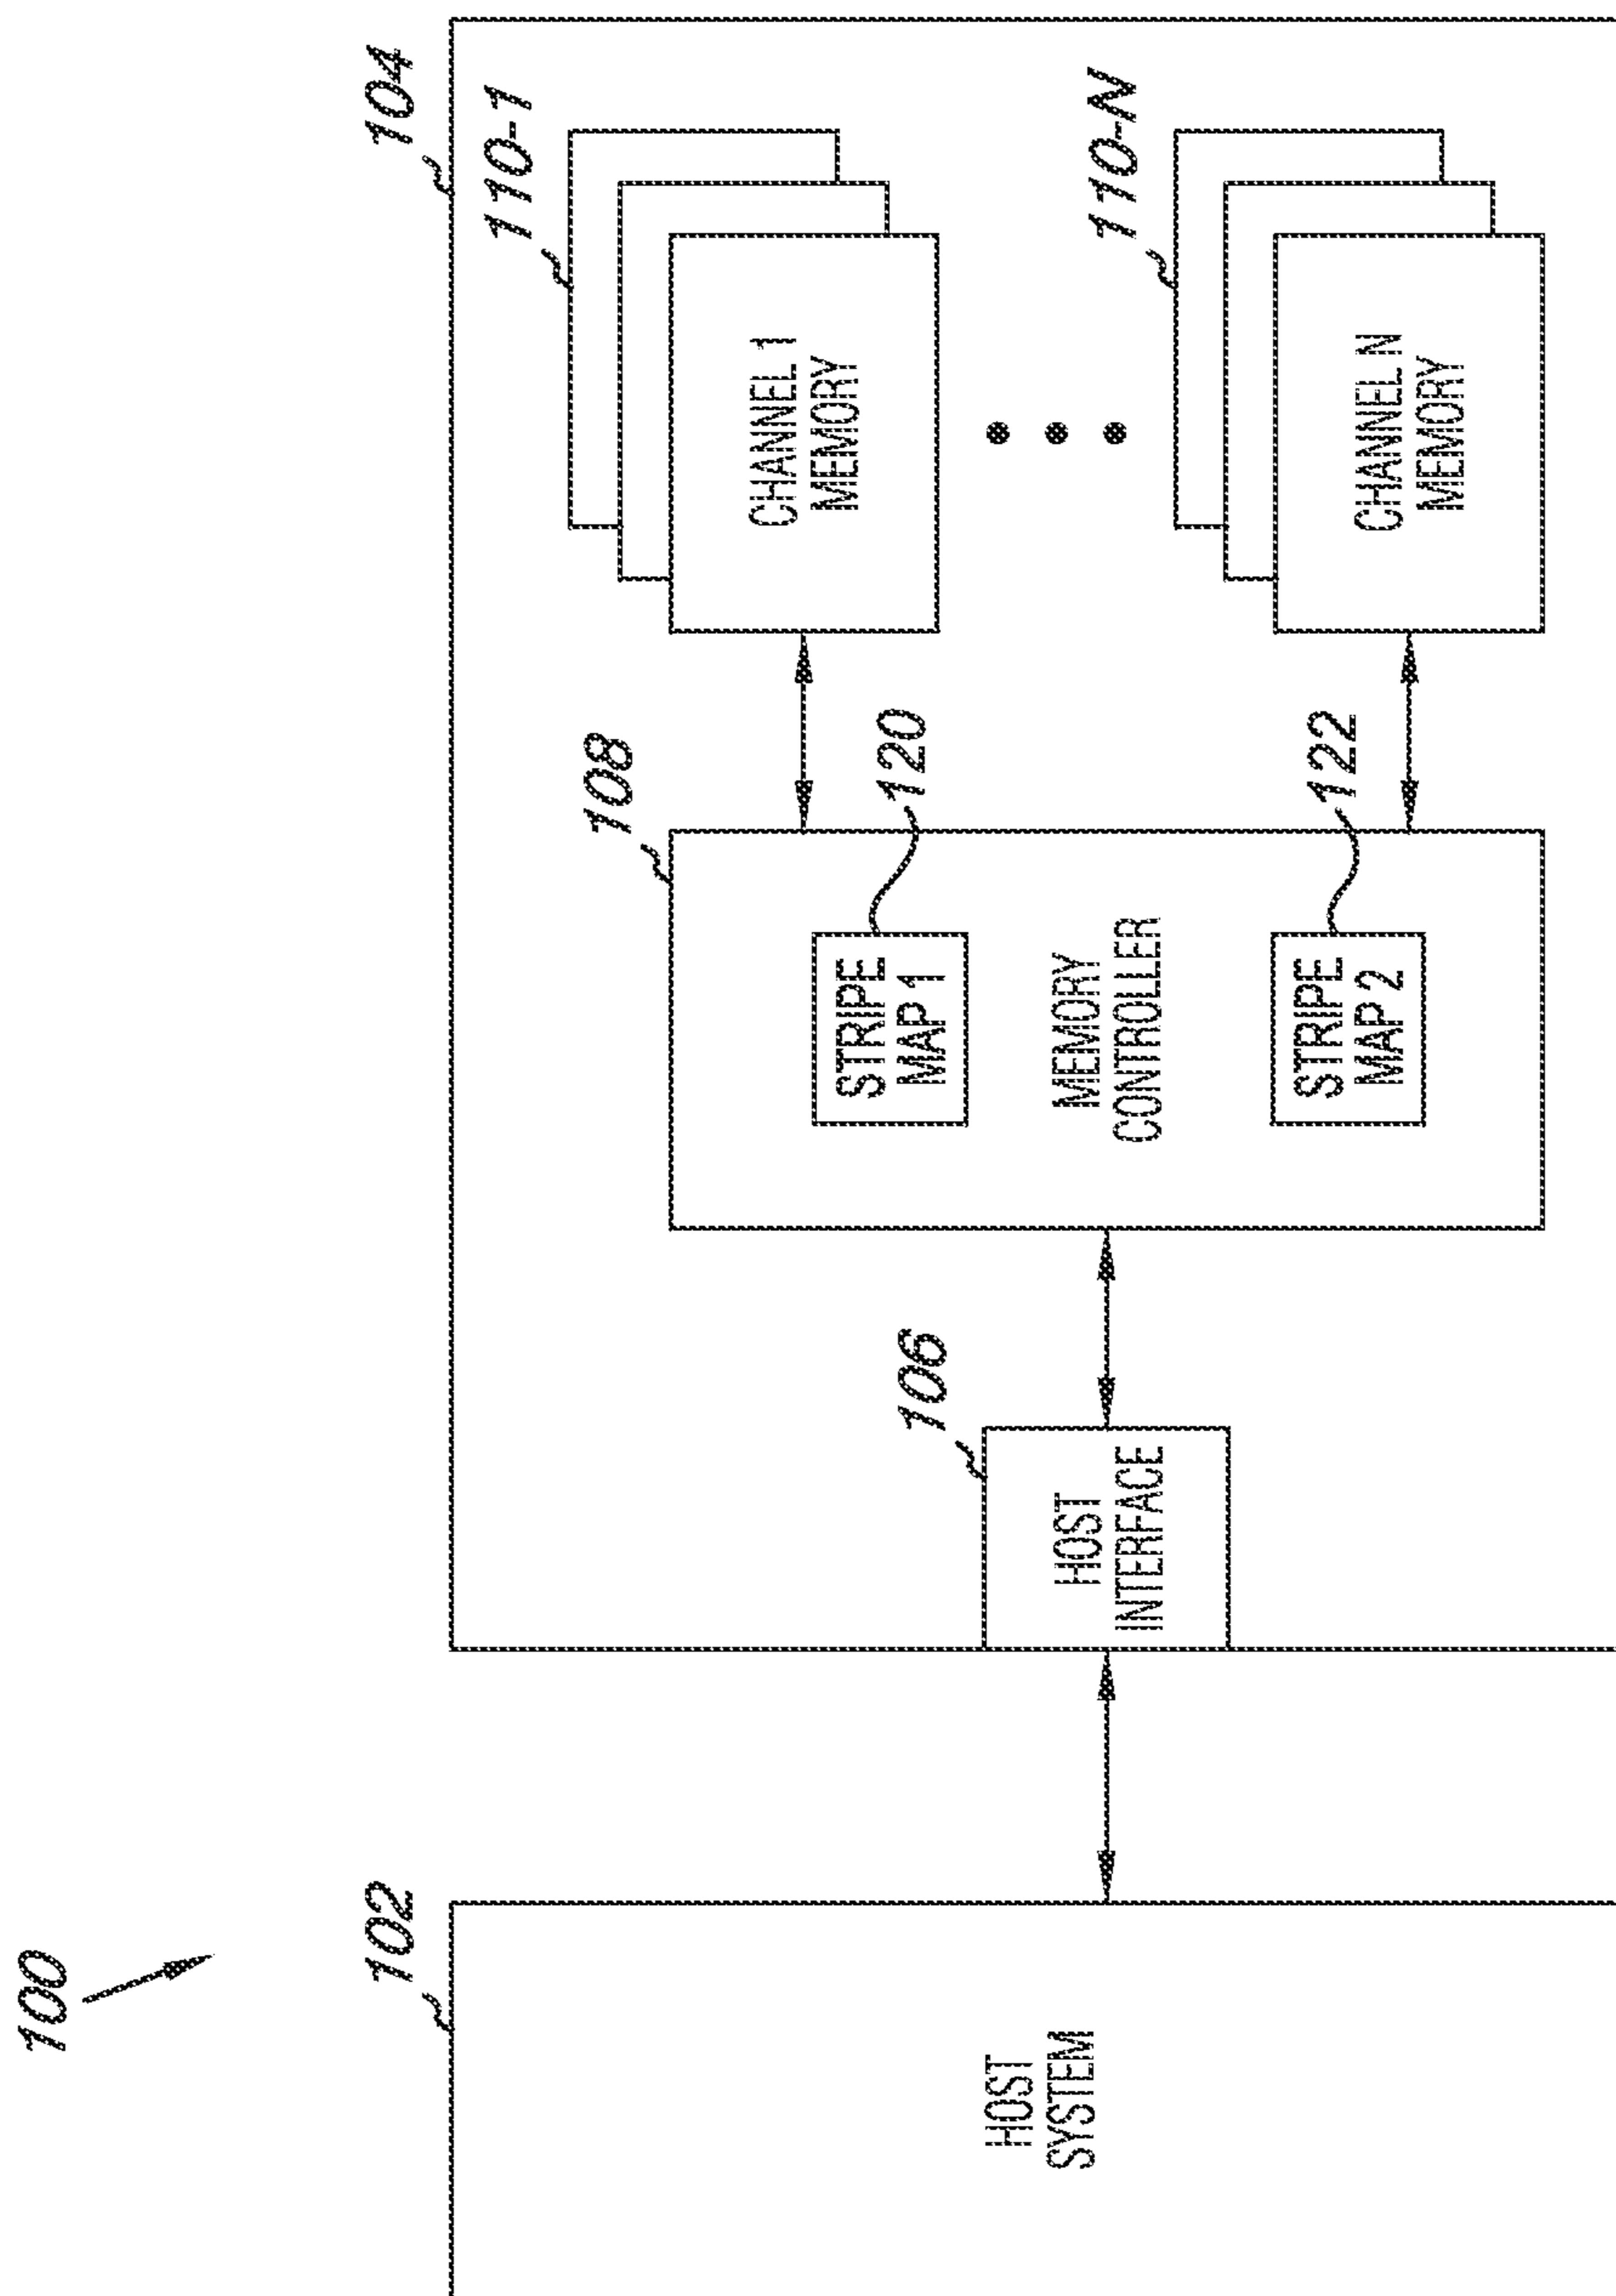 100
102
HOST
SYSTEM
104
106
HOST
INTERFACE
108
STRIPE
MAP 1
120
MEMORY
CONTROLLER
STRIPE
MAP 2
122
110-1
CHANNEL 1
MEMORY
110-N
CHANNEL N
MEMORY